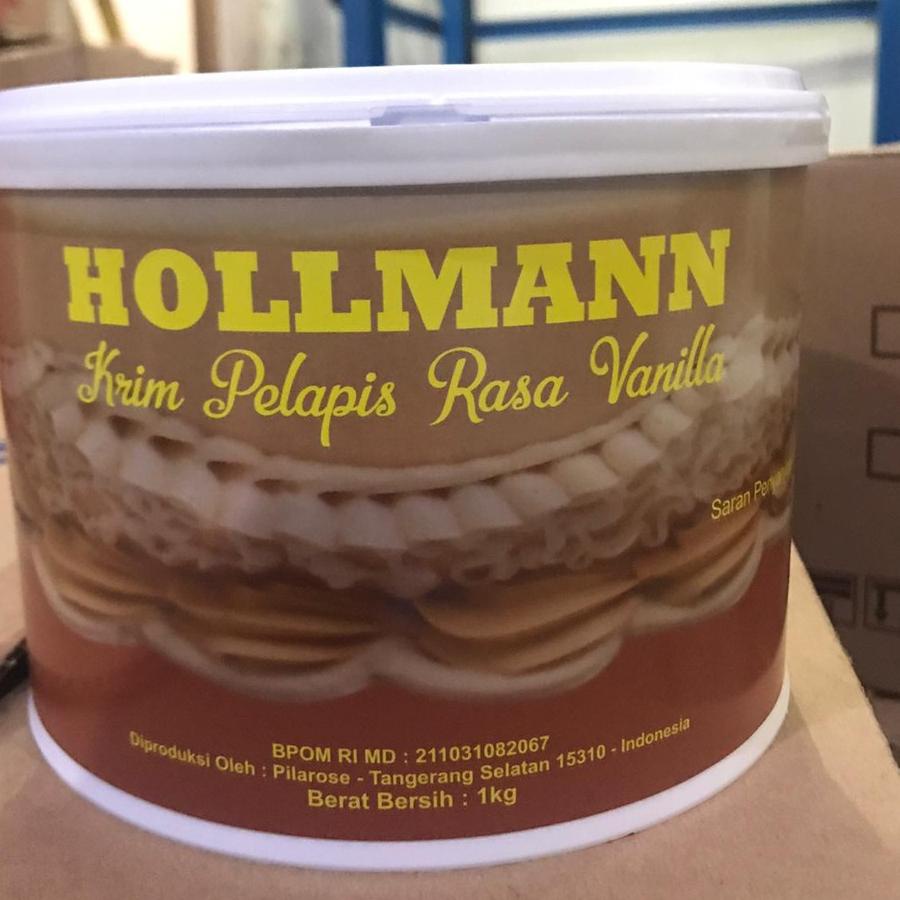 HOLLMANN
Krim Pelapis Rasa Vanilla
Saran
BPOM RI MD : 211031082067
Diproduksi Oleh : Pilarose - Tangerang Selatan 15310 - Indonesia
Berat Bersih : 1kg